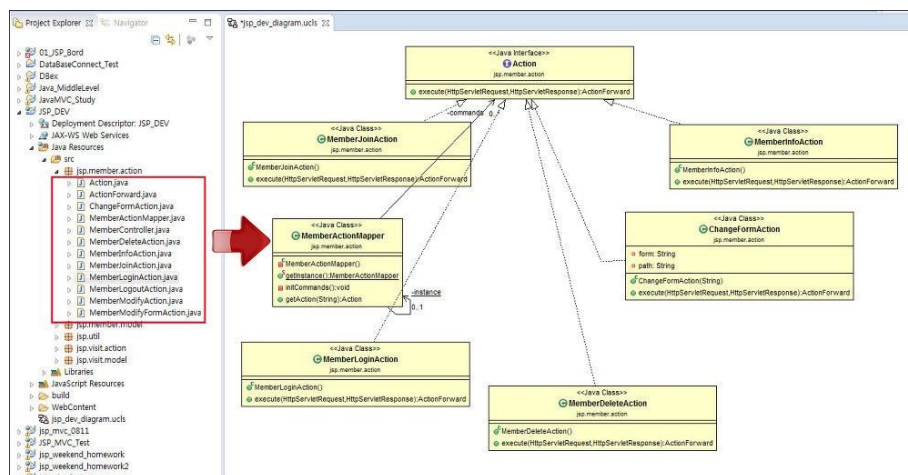 Project Explorer
Navigator
01_JSP_Bord
DataBaseConnect_Test
DBex
Java_MiddleLevel
JavaMVC_Study
JSP_DEV
Deployment Descriptor: JSP_DEV
JAX-WS Web Services
Java Resources
src
jsp.member.action
Action.java
ActionForward.java
ChangeFormAction.java
MemberActionMapper.java
MemberController.java
MemberDeleteAction.java
MemberInfoAction.java
MemberJoinAction.java
MemberLoginAction.java
MemberLogoutAction.java
MemberModifyAction.java
MemberModifyFormAction.java
jsp.member.model
jsp.util
jsp.visit.action
jsp.visit.model
Libraries
JavaScript Resources
build
WebContent
jsp_dev_diagram.ucls
jsp_mvc_0811
JSP_MVC_Test
jsp_weekend_homework
jsp_weekend_homework2
*jsp_dev_diagram.ucls
<<Java Interface>>
Action
jsp.member.action
execute(HttpServletRequest,HttpServletResponse):ActionForward
-commands 0..*
<<Java Class>>
MemberJoinAction
jsp.member.action
MemberJoinAction()
execute(HttpServletRequest,HttpServletResponse):ActionForward
<<Java Class>>
MemberInfoAction
jsp.member.action
MemberInfoAction()
execute(HttpServletRequest,HttpServletResponse):ActionForward
<<Java Class>>
MemberActionMapper
jsp.member.action
MemberActionMapper()
getInstance():MemberActionMapper
initCommands():void
getAction(String):Action
-instance
0..1
<<Java Class>>
ChangeFormAction
jsp.member.action
form: String
path: String
ChangeFormAction(String)
execute(HttpServletRequest,HttpServletResponse):ActionForward
<<Java Class>>
MemberLoginAction
jsp.member.action
MemberLoginAction()
execute(HttpServletRequest,HttpServletResponse):ActionForward
<<Java Class>>
MemberDeleteAction
jsp.member.action
MemberDeleteAction()
execute(HttpServletRequest,HttpServletResponse):ActionForward